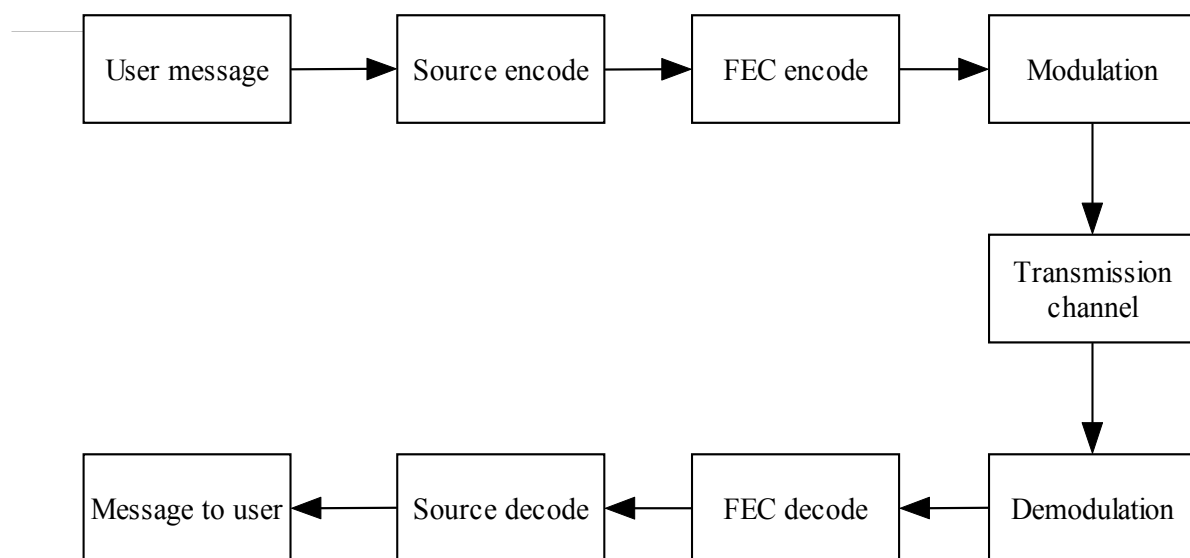 User message
Source encode
FEC encode
Modulation
Transmission
channel
Message to user
Source decode
FEC decode
Demodulation